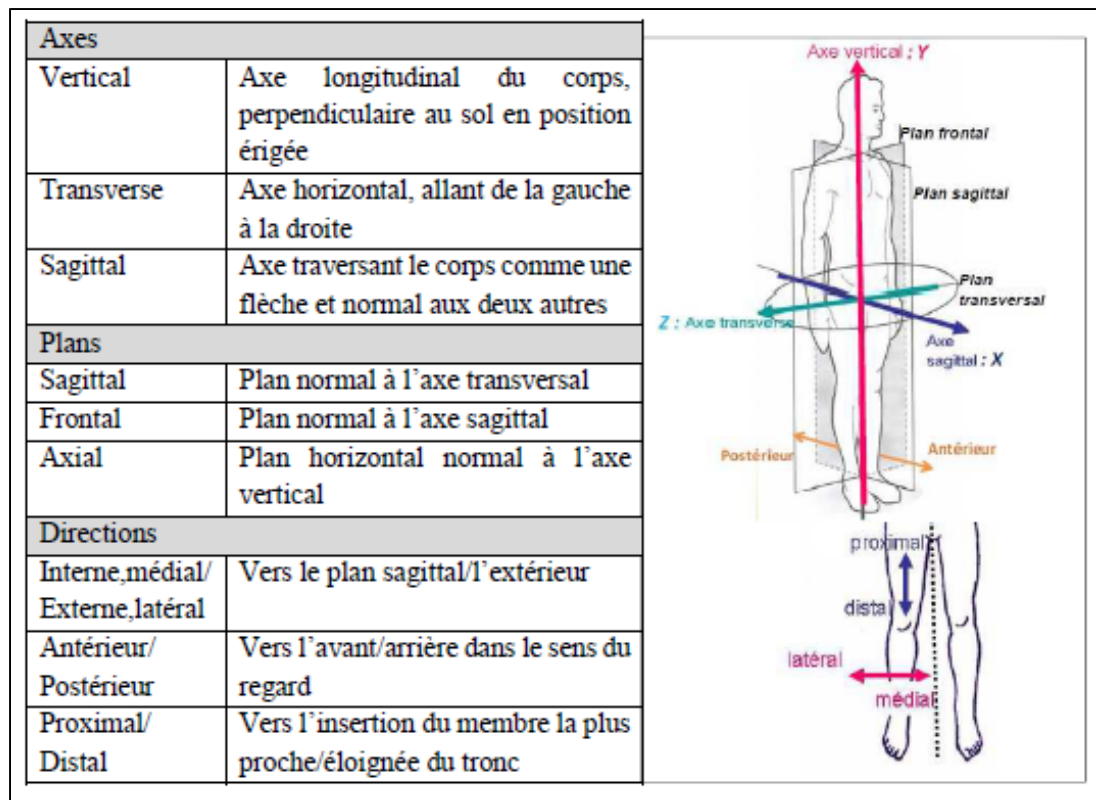 Axes
Vertical
Axe longitudinal du corps,
perpendiculaire au sol en position
érigée
Transverse
Axe horizontal, allant de la gauche
à la droite
Sagittal
Axe traversant le corps comme une
flèche et normal aux deux autres
Plans
Sagittal
Plan normal à l'axe transversal
Frontal
Plan normal à l'axe sagittal
Axial
Plan horizontal normal à l'axe
vertical
Directions
Interne,médial/
Externe,latéral
Vers le plan sagittal/l'extérieur
Antérieur/
Postérieur
Vers l'avant/arrière dans le sens du
regard
Proximal/
Distal
Vers l'insertion du membre la plus
proche/éloignée du tronc
Axe vertical : Y
Plan frontal
Plan sagittal
Plan
transversal
Z : Axe transverse
Axe
sagittal : X
Postérieur
Antérieur
proximal
distal
latéral
médial